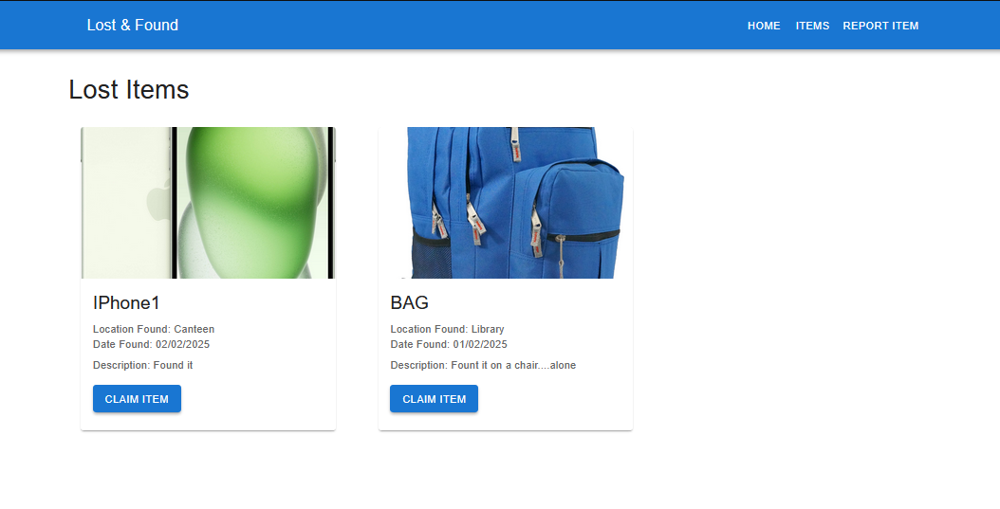 Lost & Found
HOME ITEMS REPORT ITEM
Lost Items
IPhone1
Location Found: Canteen
Date Found: 02/02/2025
Description: Found it
CLAIM ITEM
BAG
Location Found: Library
Date Found: 01/02/2025
Description: Fount it on a chair....alone
CLAIM ITEM